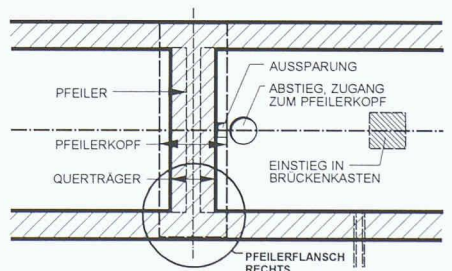 AUSSPARUNG
ABSTIEG, ZUGANG
ZUM PFEILERKOPF
PFEILER
PFEILERKOPF
EINSTIEG IN
BRÜCKENKASTEN
QUERTRÄGER
PFEILERFLANSCH
RECHTS